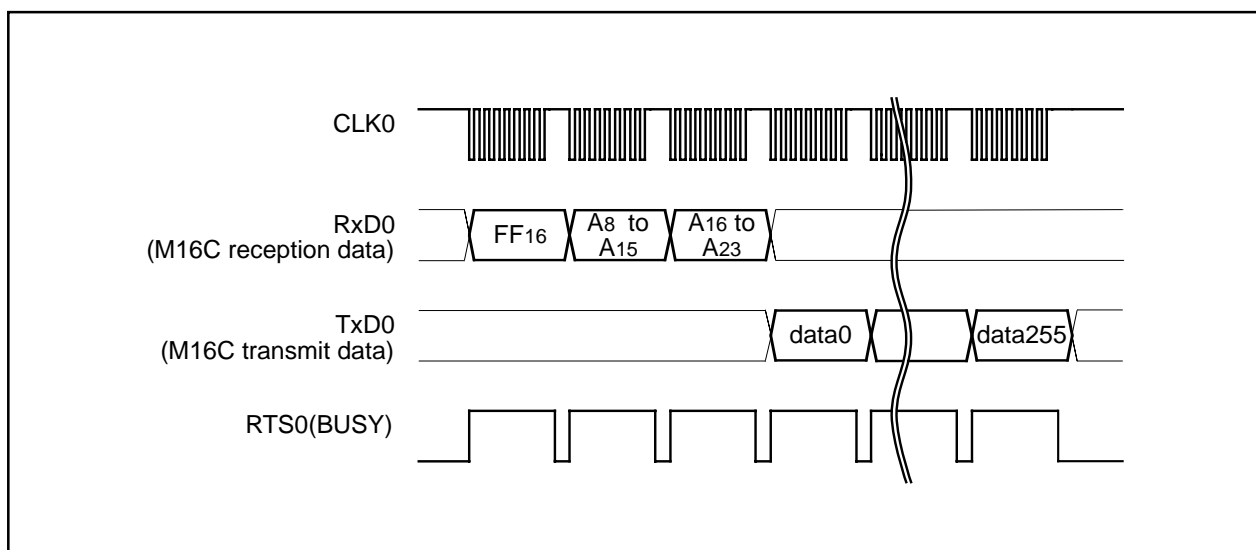 CLK0
RxD0
(M16C reception data)
FF16
A8 to
A15
A16 to
A23
TxD0
(M16C transmit data)
data0
data255
RTS0(BUSY)